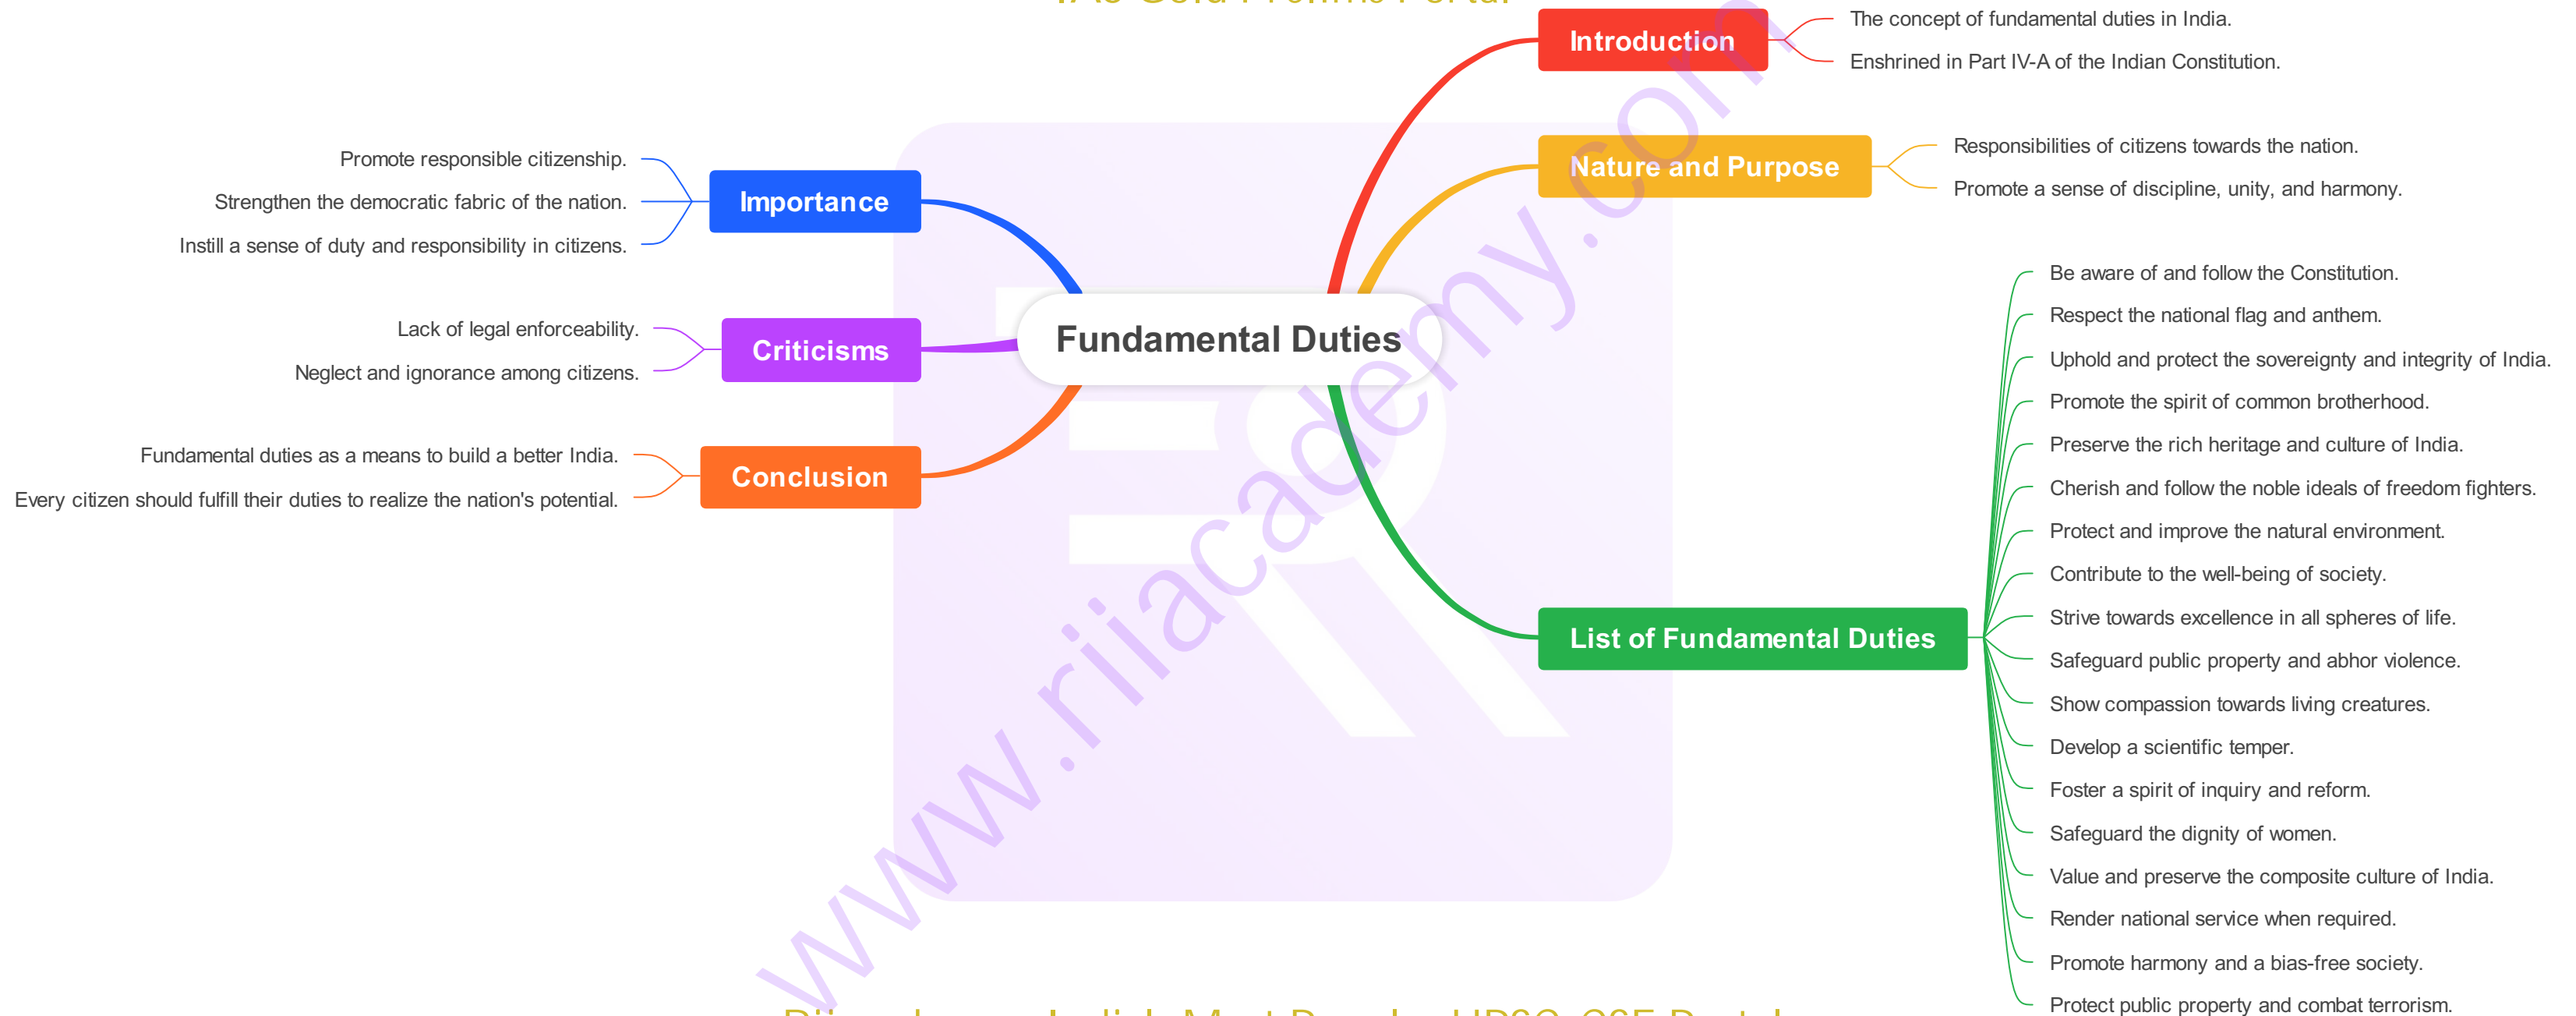 Fundamental Duties
Introduction
The concept of fundamental duties in India.
Enshrined in Part IV-A of the Indian Constitution.
Nature and Purpose
Responsibilities of citizens towards the nation.
Promote a sense of discipline, unity, and harmony.
List of Fundamental Duties
Be aware of and follow the Constitution.
Respect the national flag and anthem.
Uphold and protect the sovereignty and integrity of India.
Promote the spirit of common brotherhood.
Preserve the rich heritage and culture of India.
Cherish and follow the noble ideals of freedom fighters.
Protect and improve the natural environment.
Contribute to the well-being of society.
Strive towards excellence in all spheres of life.
Safeguard public property and abhor violence.
Show compassion towards living creatures.
Develop a scientific temper.
Foster a spirit of inquiry and reform.
Safeguard the dignity of women.
Value and preserve the composite culture of India.
Render national service when required.
Promote harmony and a bias-free society.
Protect public property and combat terrorism.
Importance
Promote responsible citizenship.
Strengthen the democratic fabric of the nation.
Instill a sense of duty and responsibility in citizens.
Criticisms
Lack of legal enforceability.
Neglect and ignorance among citizens.
Conclusion
Fundamental duties as a means to build a better India.
Every citizen should fulfill their duties to realize the nation's potential.
www.rijacademy.com